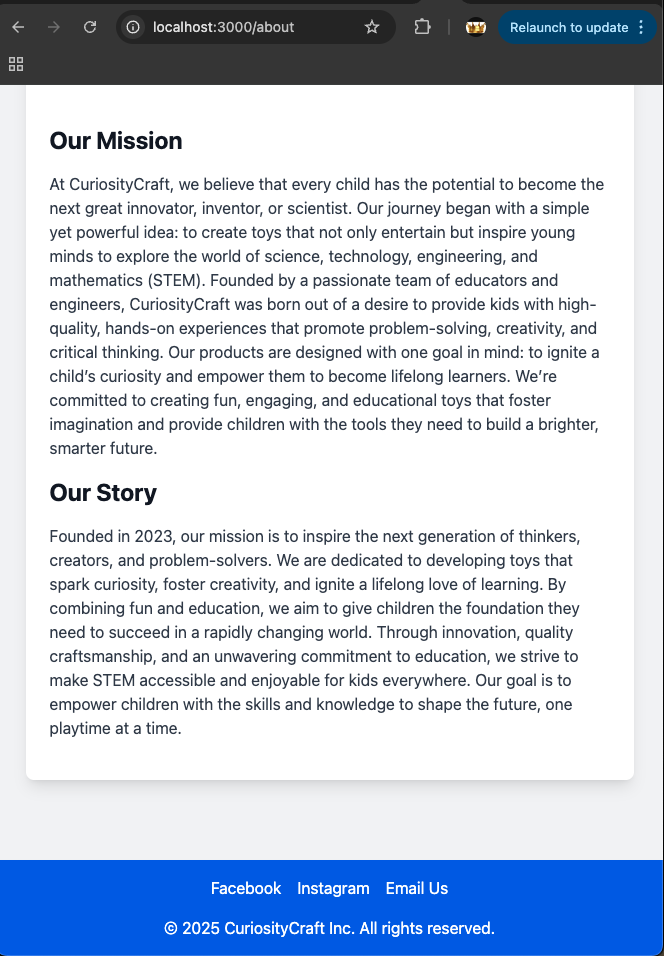 localhost:3000/about
Relaunch to update
Our Mission
At CuriosityCraft, we believe that every child has the potential to become the
next great innovator, inventor, or scientist. Our journey began with a simple
yet powerful idea: to create toys that not only entertain but inspire young
minds to explore the world of science, technology, engineering, and
mathematics (STEM). Founded by a passionate team of educators and
engineers, CuriosityCraft was born out of a desire to provide kids with high-
quality, hands-on experiences that promote problem-solving, creativity, and
critical thinking. Our products are designed with one goal in mind: to ignite a
child’s curiosity and empower them to become lifelong learners. We’re
committed to creating fun, engaging, and educational toys that foster
imagination and provide children with the tools they need to build a brighter,
smarter future.
Our Story
Founded in 2023, our mission is to inspire the next generation of thinkers,
creators, and problem-solvers. We are dedicated to developing toys that
spark curiosity, foster creativity, and ignite a lifelong love of learning. By
combining fun and education, we aim to give children the foundation they
need to succeed in a rapidly changing world. Through innovation, quality
craftsmanship, and an unwavering commitment to education, we strive to
make STEM accessible and enjoyable for kids everywhere. Our goal is to
empower children with the skills and knowledge to shape the future, one
playtime at a time.
Facebook Instagram Email Us
© 2025 CuriosityCraft Inc. All rights reserved.